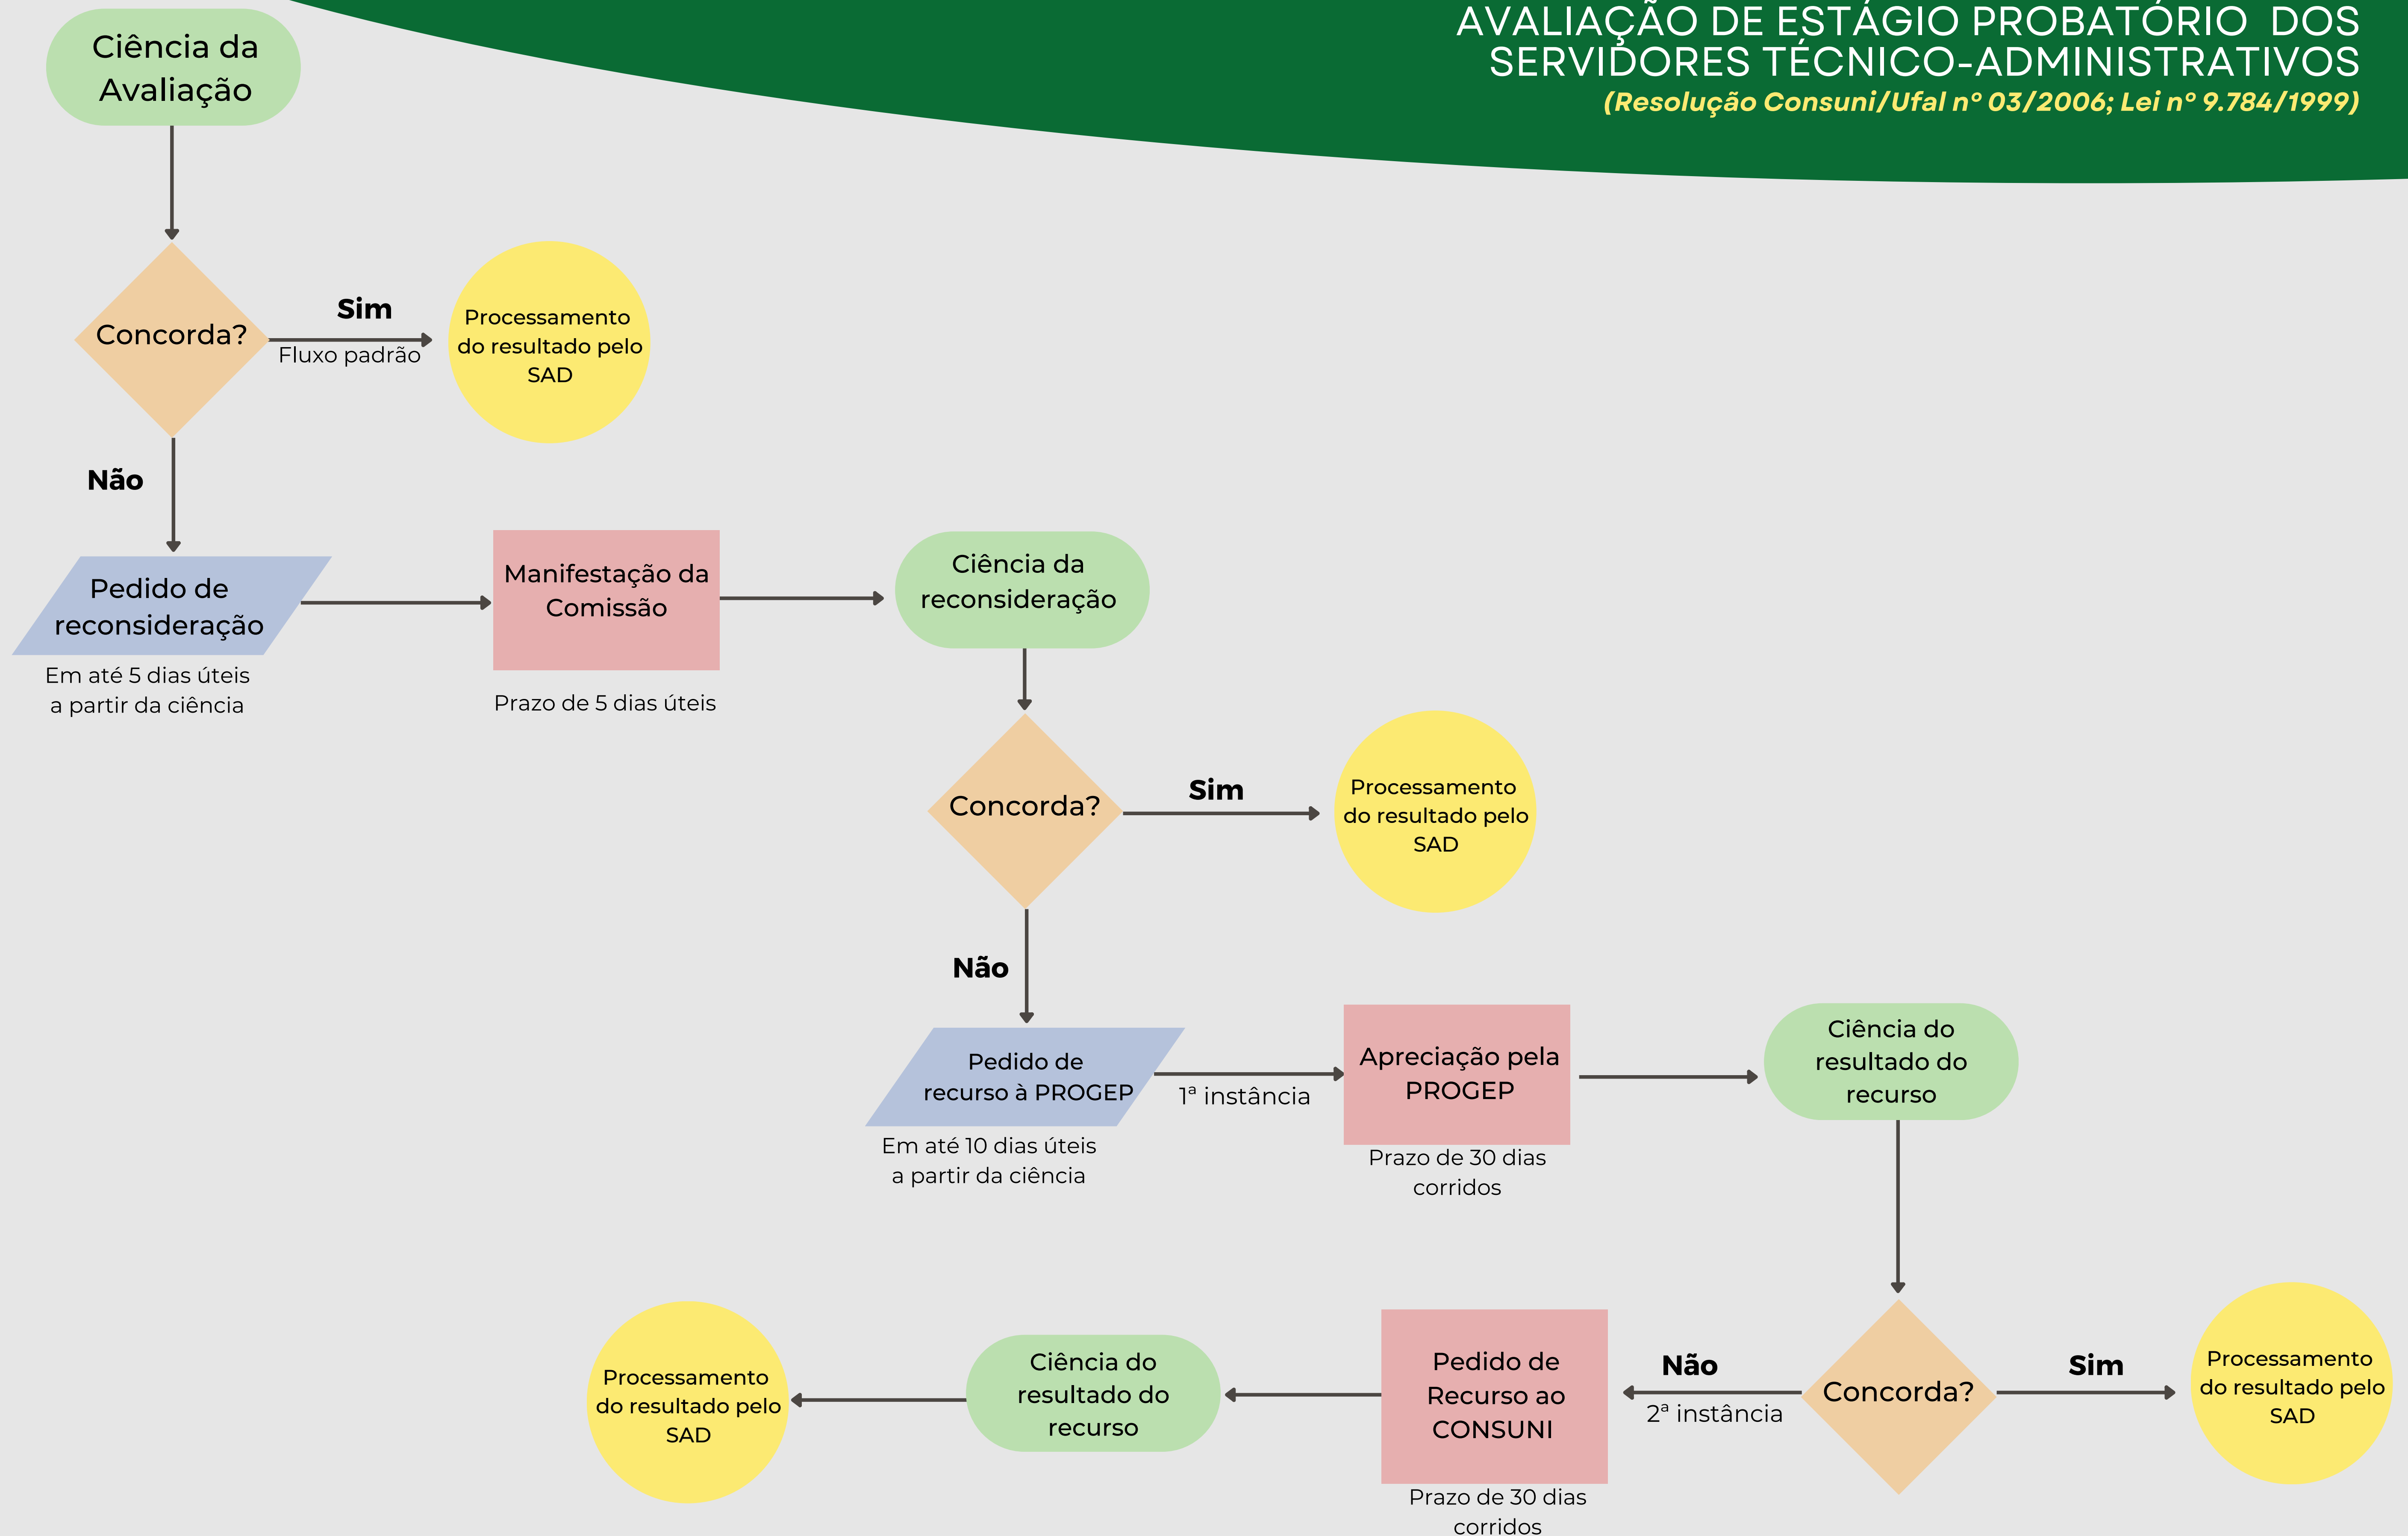 AVALIAÇÃO DE ESTÁGIO PROBATÓRIO DOS
SERVIDORES TÉCNICO-ADMINISTRATIVOS
(Resolução Consuni/Ufal nº 03/2006; Lei nº 9.784/1999)
Ciência da
Avaliação
Concorda?
Sim
Fluxo padrão
Processamento
do resultado pelo
SAD
Não
Pedido de
reconsideração
Em até 5 dias úteis
a partir da ciência
Manifestação da
Comissão
Prazo de 5 dias úteis
Ciência da
reconsideração
Concorda?
Sim
Processamento
do resultado pelo
SAD
Não
Pedido de
recurso à PROGEP
Em até 10 dias úteis
a partir da ciência
1ª instância
Apreciação pela
PROGEP
Prazo de 30 dias
corridos
Ciência do
resultado do
recurso
Concorda?
Sim
Processamento
do resultado pelo
SAD
Não
2ª instância
Pedido de
Recurso ao
CONSUNI
Prazo de 30 dias
corridos
Ciência do
resultado do
recurso
Processamento
do resultado pelo
SAD